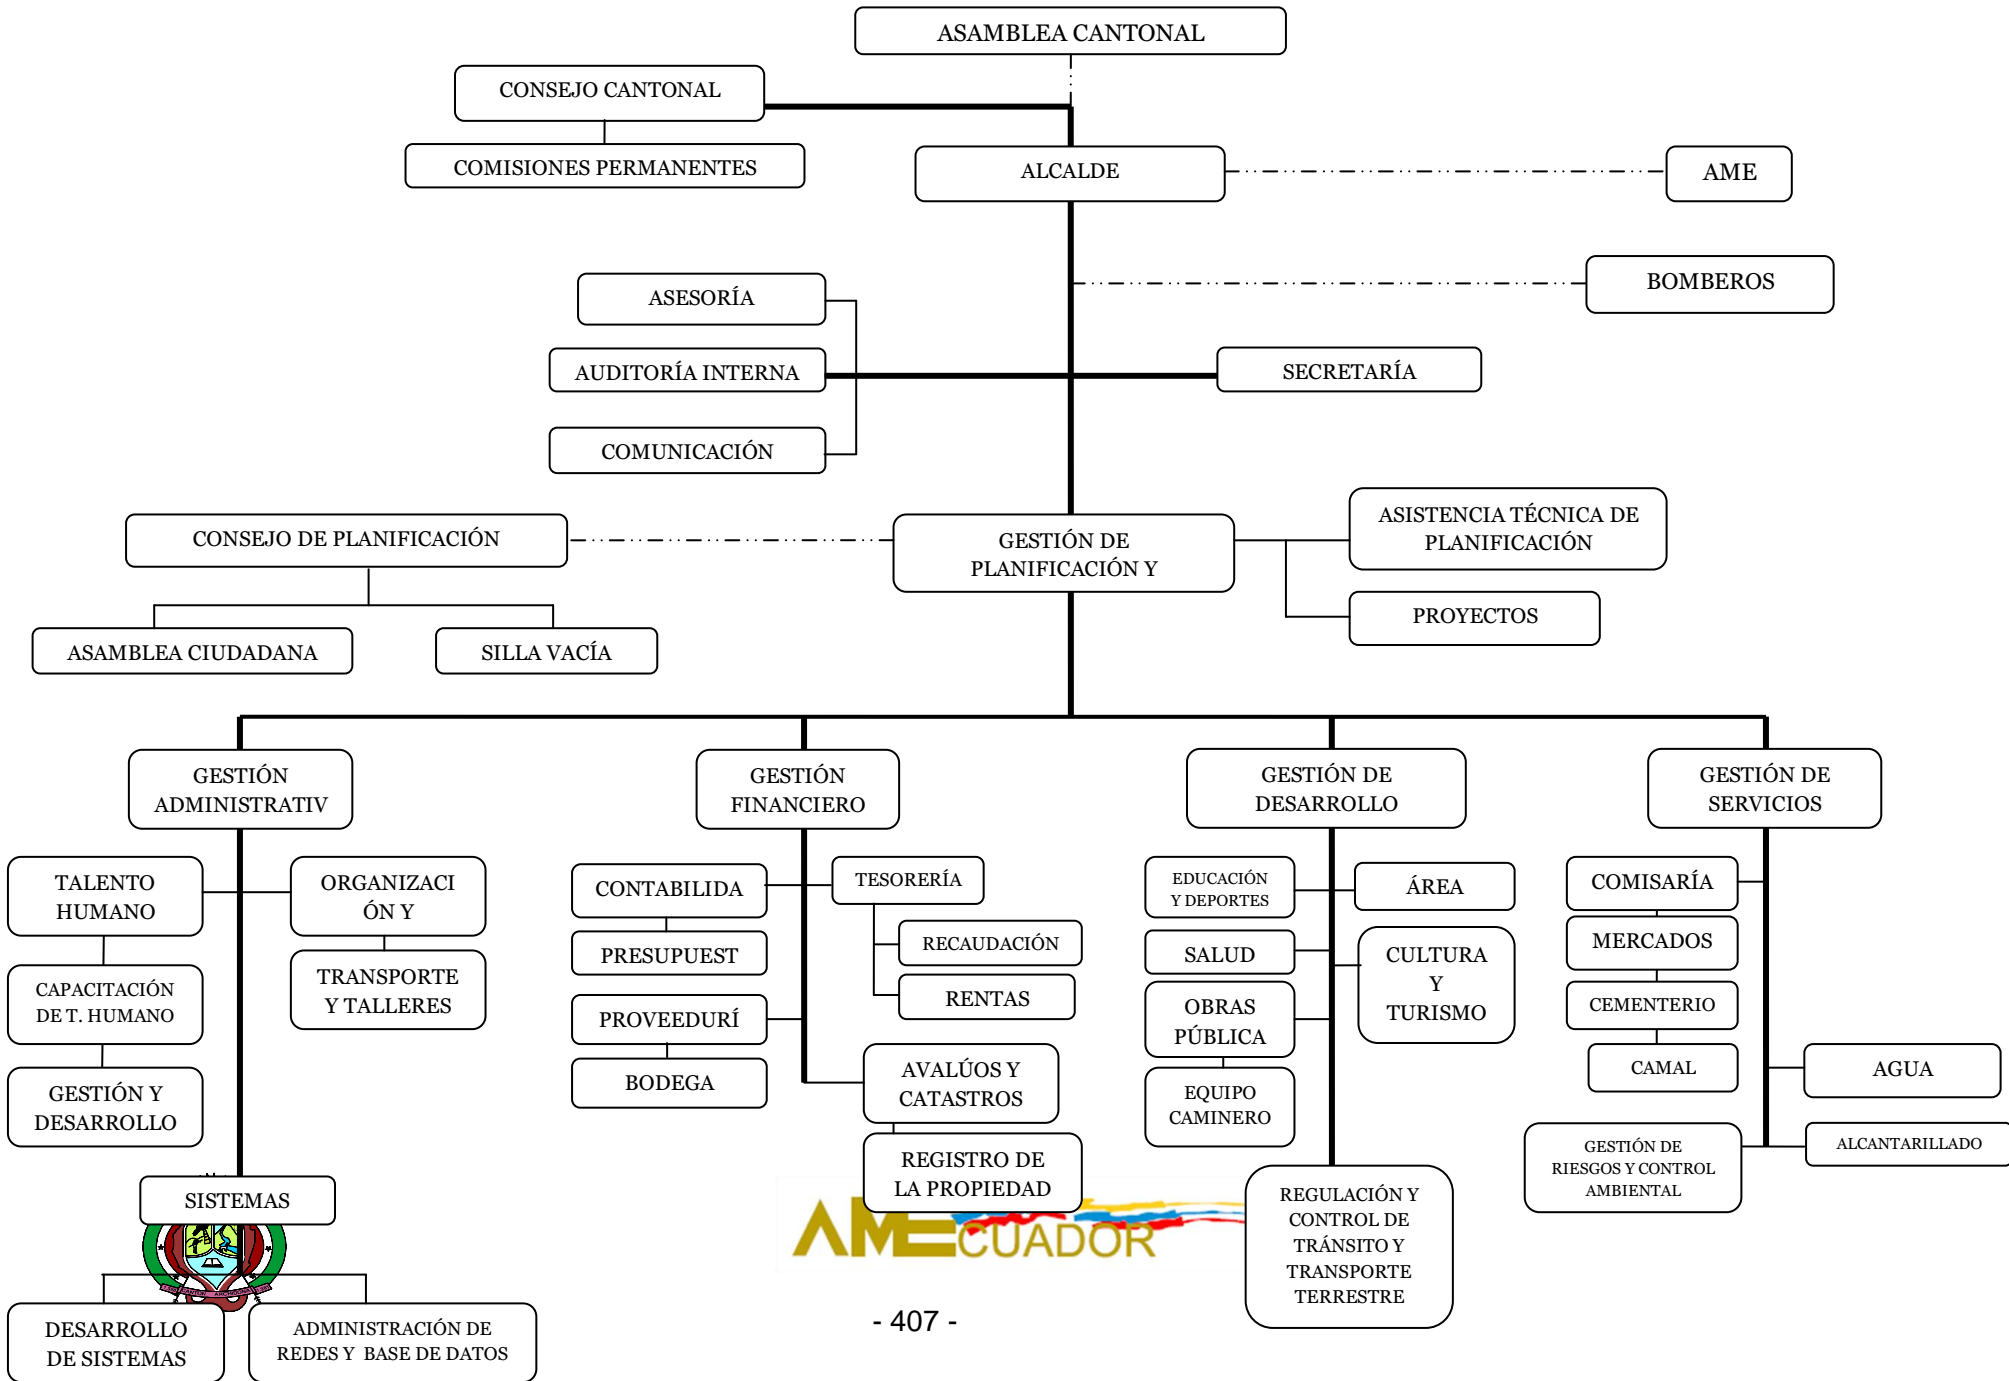 ASAMBLEA CANTONAL
CONSEJO CANTONAL
COMISIONES PERMANENTES
ALCALDE
AME
BOMBEROS
ASESORÍA
AUDITORÍA INTERNA
SECRETARÍA
COMUNICACIÓN
CONSEJO DE PLANIFICACIÓN
GESTIÓN DE
PLANIFICACIÓN Y
ASISTENCIA TÉCNICA DE
PLANIFICACIÓN
PROYECTOS
ASAMBLEA CIUDADANA
SILLA VACÍA
GESTIÓN
ADMINISTRATIV
GESTIÓN
FINANCIERO
GESTIÓN DE
DESARROLLO
GESTIÓN DE
SERVICIOS
TALENTO
HUMANO
ORGANIZACI
ÓN Y
CAPACITACIÓN
DE T. HUMANO
TRANSPORTE
Y TALLERES
GESTIÓN Y
DESARROLLO
SISTEMAS
DESARROLLO
DE SISTEMAS
ADMINISTRACIÓN DE
REDES Y  BASE DE DATOS
CONTABILIDA
TESORERÍA
PRESUPUEST
RECAUDACIÓN
RENTAS
PROVEEDURÍ
BODEGA
AVALÚOS Y
CATASTROS
REGISTRO DE
LA PROPIEDAD
EDUCACIÓN
Y DEPORTES
ÁREA
SALUD
CULTURA
Y
TURISMO
OBRAS
PÚBLICA
EQUIPO
CAMINERO
REGULACIÓN Y
CONTROL DE
TRÁNSITO Y
TRANSPORTE
TERRESTRE
COMISARÍA
MERCADOS
CEMENTERIO
CAMAL
AGUA
GESTIÓN DE
RIESGOS Y CONTROL
AMBIENTAL
ALCANTARILLADO
AMECUADOR
CANTON ARCHIDONA
- 407 -